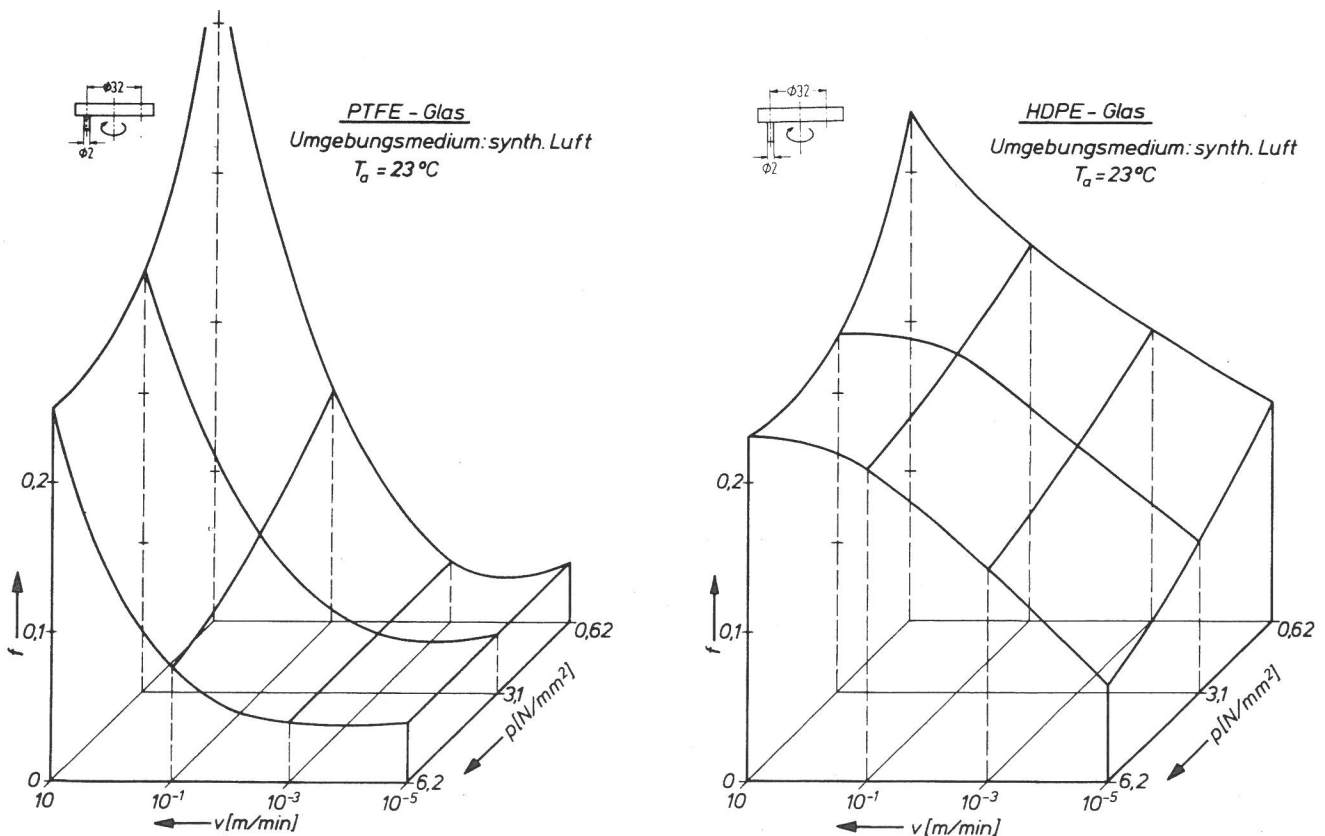 ϕ32
ϕ2
PTFE - Glas
Umgebungsmedium: synth. Luft
Tₐ = 23°C
0,2
0,1
f
0
10
10⁻¹
10⁻³
10⁻⁵
v[m/min]
0,62
3,1
6,2
p[N/mm²]
ϕ32
ϕ2
HDPE - Glas
Umgebungsmedium: synth. Luft
Tₐ = 23°C
0,2
0,1
f
0
10
10⁻¹
10⁻³
10⁻⁵
v[m/min]
0,62
3,1
6,2
p[N/mm²]